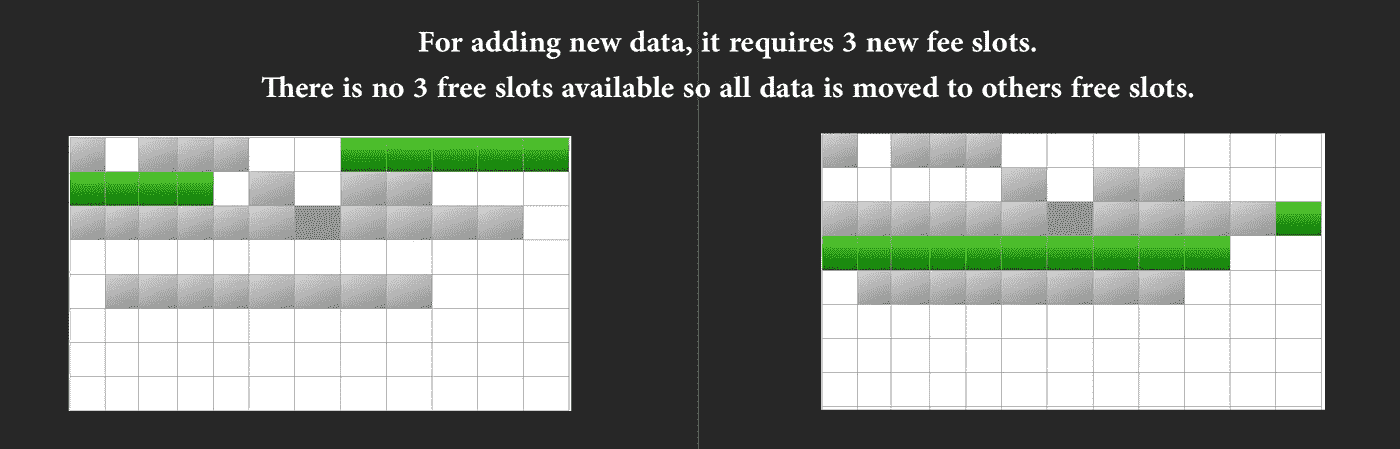 For adding new data, it requires 3 new fee slots.
There is no 3 free slots available so all data is moved to others free slots.